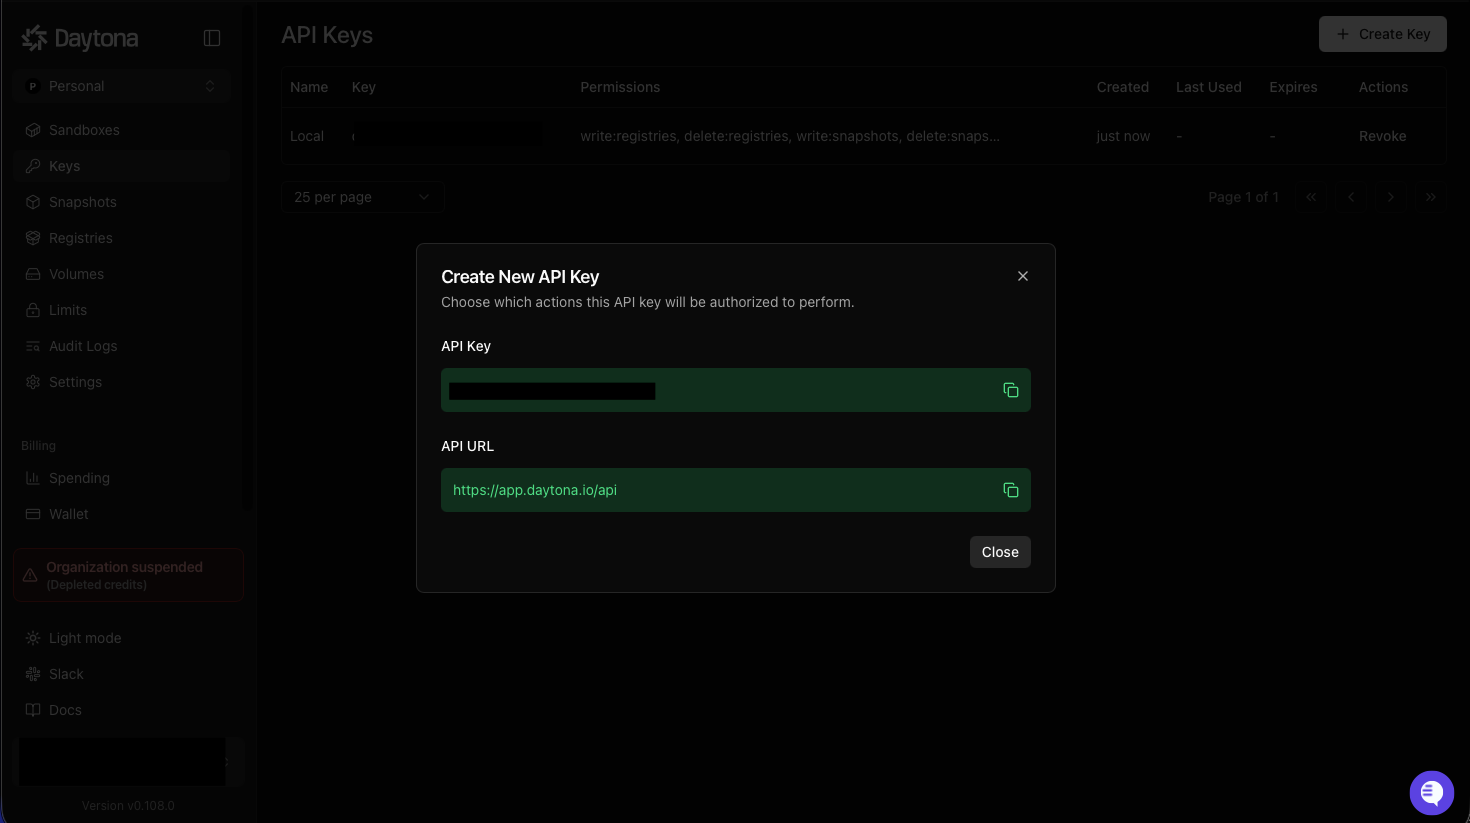 Daytona
P Personal
Sandboxes
Keys
Snapshots
Registries
Volumes
Limits
Audit Logs
Settings
Billing
Spending
Wallet
Organization suspended
(Depleted credits)
Light mode
Slack
Docs
Version v0.108.0
API Keys
Create Key
Name Key Permissions Created Last Used Expires Actions
Local write:registries, delete:registries, write:snapshots, delete:snaps... just now - - Revoke
25 per page
Page 1 of 1
Create New API Key
Choose which actions this API key will be authorized to perform.
API Key
API URL
https://app.daytona.io/api
Close